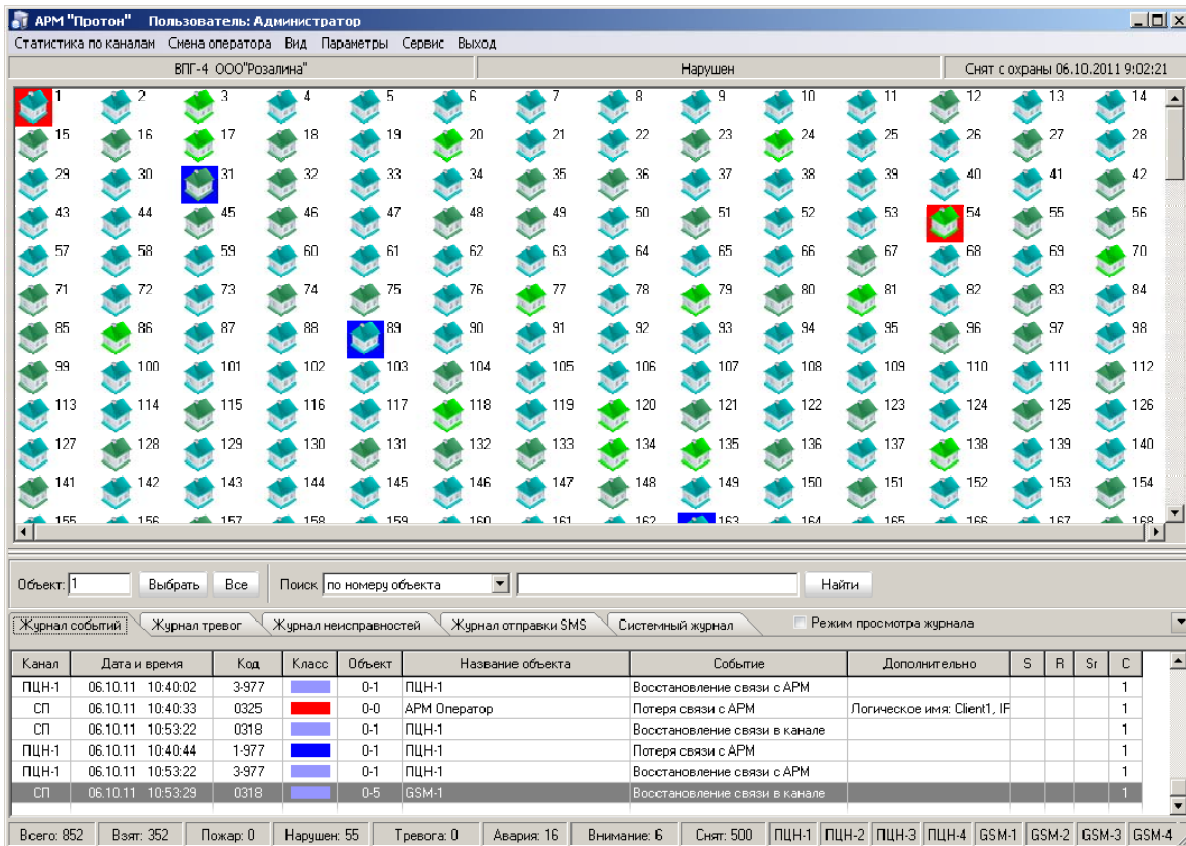 АРМ "Протон" Пользователь: Администратор
Статистика по каналам Смена оператора Вид Параметры Сервис Выход
ВПГ-4 ООО"Розалина" Нарушен Снят с охраны 06.10.2011 9:02:21
1 2 3 4 5 6 7 8 9 10 11 12 13 14
15 16 17 18 19 20 21 22 23 24 25 26 27 28
29 30 31 32 33 34 35 36 37 38 39 40 41 42
43 44 45 46 47 48 49 50 51 52 53 54 55 56
57 58 59 60 61 62 63 64 65 66 67 68 69 70
71 72 73 74 75 76 77 78 79 80 81 82 83 84
85 86 87 88 89 90 91 92 93 94 95 96 97 98
99 100 101 102 103 104 105 106 107 108 109 110 111 112
113 114 115 116 117 118 119 120 121 122 123 124 125 126
127 128 129 130 131 132 133 134 135 136 137 138 139 140
141 142 143 144 145 146 147 148 149 150 151 152 153 154
155 156 157 158 159 160 161 162 163 164 165 166 167 168
Объект: 1 Выбрать Все Поиск по номеру объекта Найти
Журнал событий Журнал тревог Журнал неисправностей Журнал отправки SMS Системный журнал Режим просмотра журнала
Канал Дата и время Код Класс Объект Название объекта Событие Дополнительно S R Sr C
ПЦН-1 06.10.11 10:40:02 3-977 0-1 ПЦН-1 Восстановление связи с АРМ 1
СП 06.10.11 10:40:33 0325 0-0 АРМ Оператор Потеря связи с АРМ Логическое имя: Client1, IF 1
СП 06.10.11 10:53:22 0318 0-1 ПЦН-1 Восстановление связи в канале 1
ПЦН-1 06.10.11 10:40:44 1-977 0-1 ПЦН-1 Потеря связи с АРМ 1
ПЦН-1 06.10.11 10:53:22 3-977 0-1 ПЦН-1 Восстановление связи с АРМ 1
СП 06.10.11 10:53:29 0318 0-5 GSM-1 Восстановление связи в канале 1
Всего: 852 Взят: 352 Пожар: 0 Нарушен: 55 Тревога: 0 Авария: 16 Внимание: 6 Снят: 500 ПЦН-1 ПЦН-2 ПЦН-3 ПЦН-4 GSM-1 GSM-2 GSM-3 GSM-4